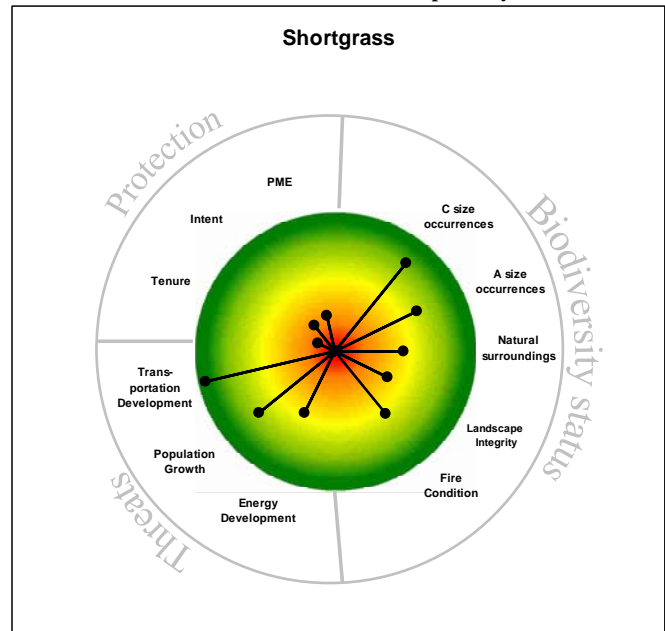 Shortgrass
Protection
PME
Intent
Tenure
Biodiversity status
C size
occurrences
A size
occurrences
Natural
surroundings
Landscape
Integrity
Fire
Condition
Threats
Trans-
portation
Development
Population
Growth
Energy
Development